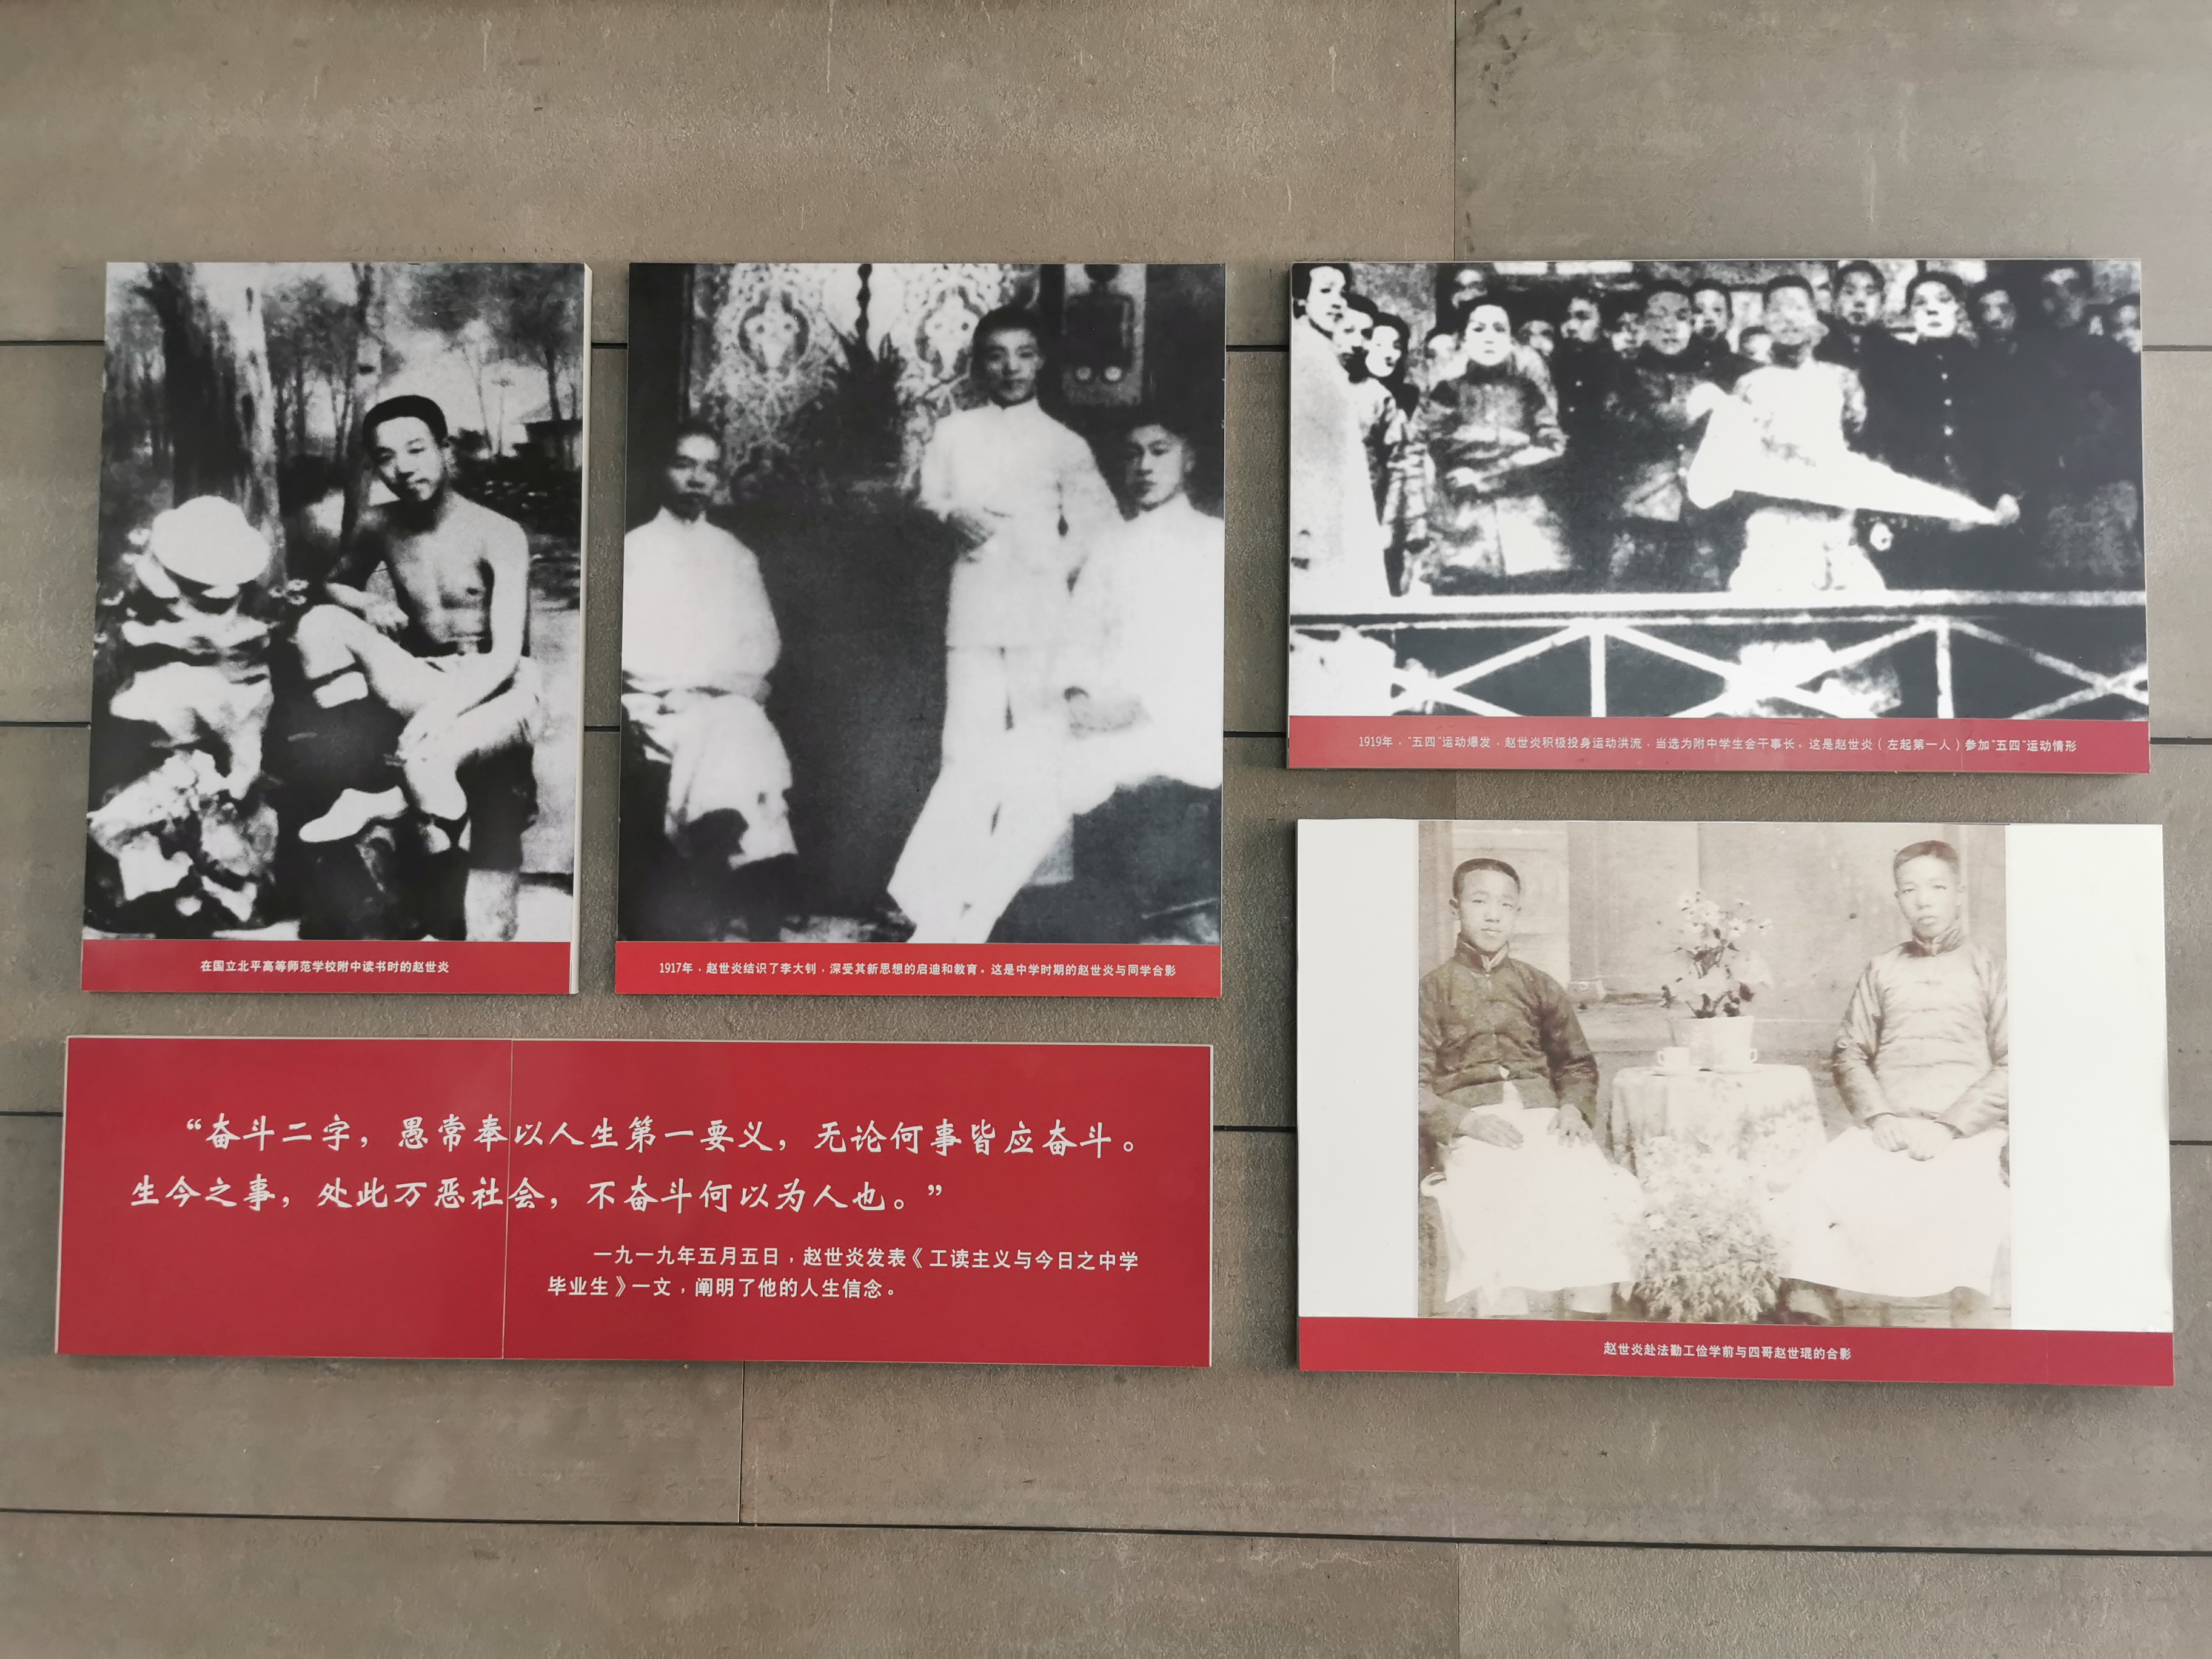 在国立北平高等师范学校附中读书时的赵世炎
1917年，赵世炎结识了李大钊，深受其新思想的启迪和教育。这是中学时期的赵世炎与同学合影
1919年，“五四”运动爆发，赵世炎积极投身运动洪流，当选为附中学生会干事长。这是赵世炎（左起第一人）参加“五四”运动情形
“奋斗二字，愚常奉以人生第一要义，无论何事皆应奋斗。
生今之事，处此万恶社会，不奋斗何以为人也。”
一九一九年五月五日，赵世炎发表《工读主义与今日之中学
毕业生》一文，阐明了他的人生信念。
赵世炎赴法勤工俭学前与四哥赵世琨的合影